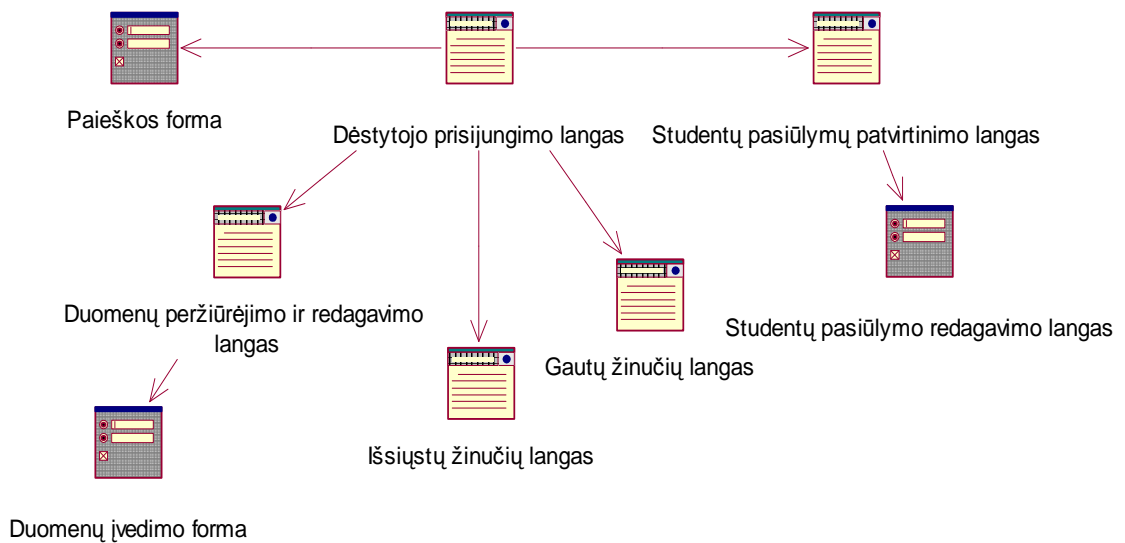 Paieškos forma
Dėstytojo prisijungimo langas
Studentų pasiūlymų patvirtinimo langas
Duomenų peržiūrėjimo ir redagavimo
langas
Studentų pasiūlymo redagavimo langas
Gautų žinučių langas
Išsiųstų žinučių langas
Duomenų įvedimo forma